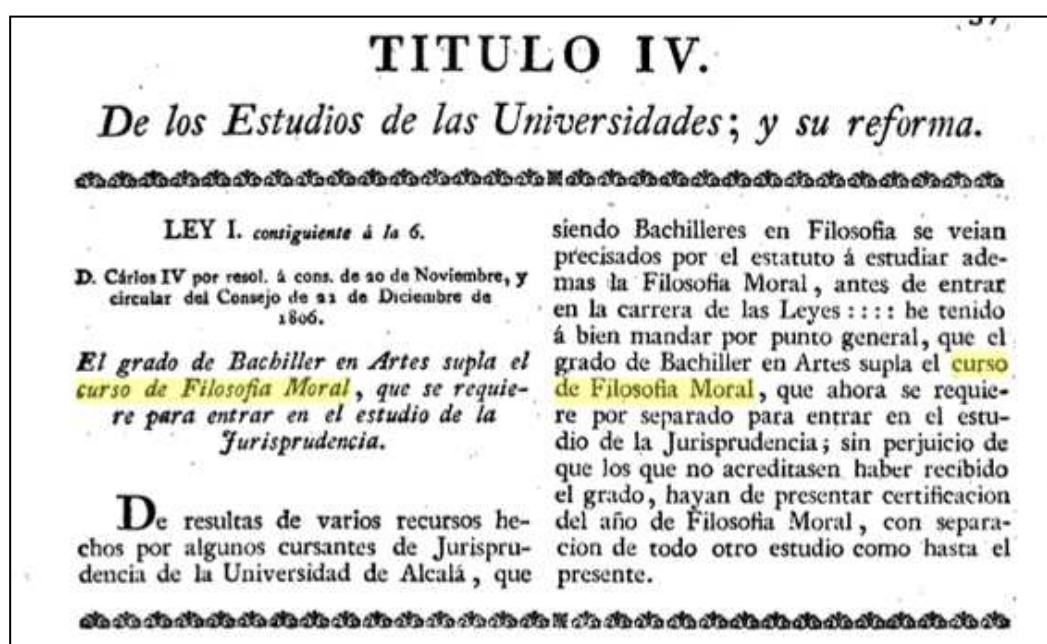 TITULO IV.
De los Estudios de las Universidades; y su reforma.
LEY I. consiguiente á la 6.
D. Cárlos IV por resol. á cons. de 20 de Noviembre, y
circular del Consejo de 22 de Diciembre de
1806.
El grado de Bachiller en Artes supla el
curso de Filosofia Moral, que se requie-
re para entrar en el estudio de la
Jurisprudencia.
De resultas de varios recursos he-
chos por algunos cursantes de Jurispru-
dencia de la Universidad de Alcalá, que
siendo Bachilleres en Filosofia se veian
precisados por el estatuto á estudiar ade-
mas la Filosofia Moral, antes de entrar
en la carrera de las Leyes :::: he tenido
á bien mandar por punto general, que el
grado de Bachiller en Artes supla el curso
de Filosofia Moral, que ahora se requie-
re por separado para entrar en el estu-
dio de la Jurisprudencia; sin perjuicio de
que los que no acreditasen haber recibido
el grado, hayan de presentar certificacion
del año de Filosofia Moral, con separa-
cion de todo otro estudio como hasta el
presente.